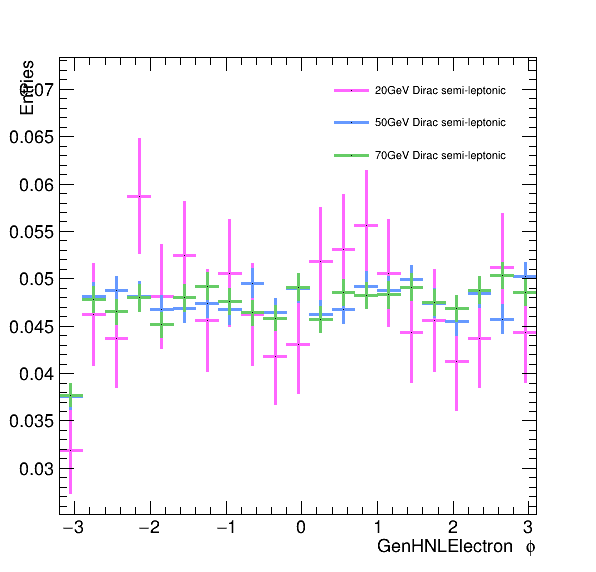 Entries
0.07
0.065
0.06
0.055
0.05
0.045
0.04
0.035
0.03
20GeV Dirac semi-leptonic
50GeV Dirac semi-leptonic
70GeV Dirac semi-leptonic
−3 −2 −1 0 1 2 3
GenHNLElectron ϕ